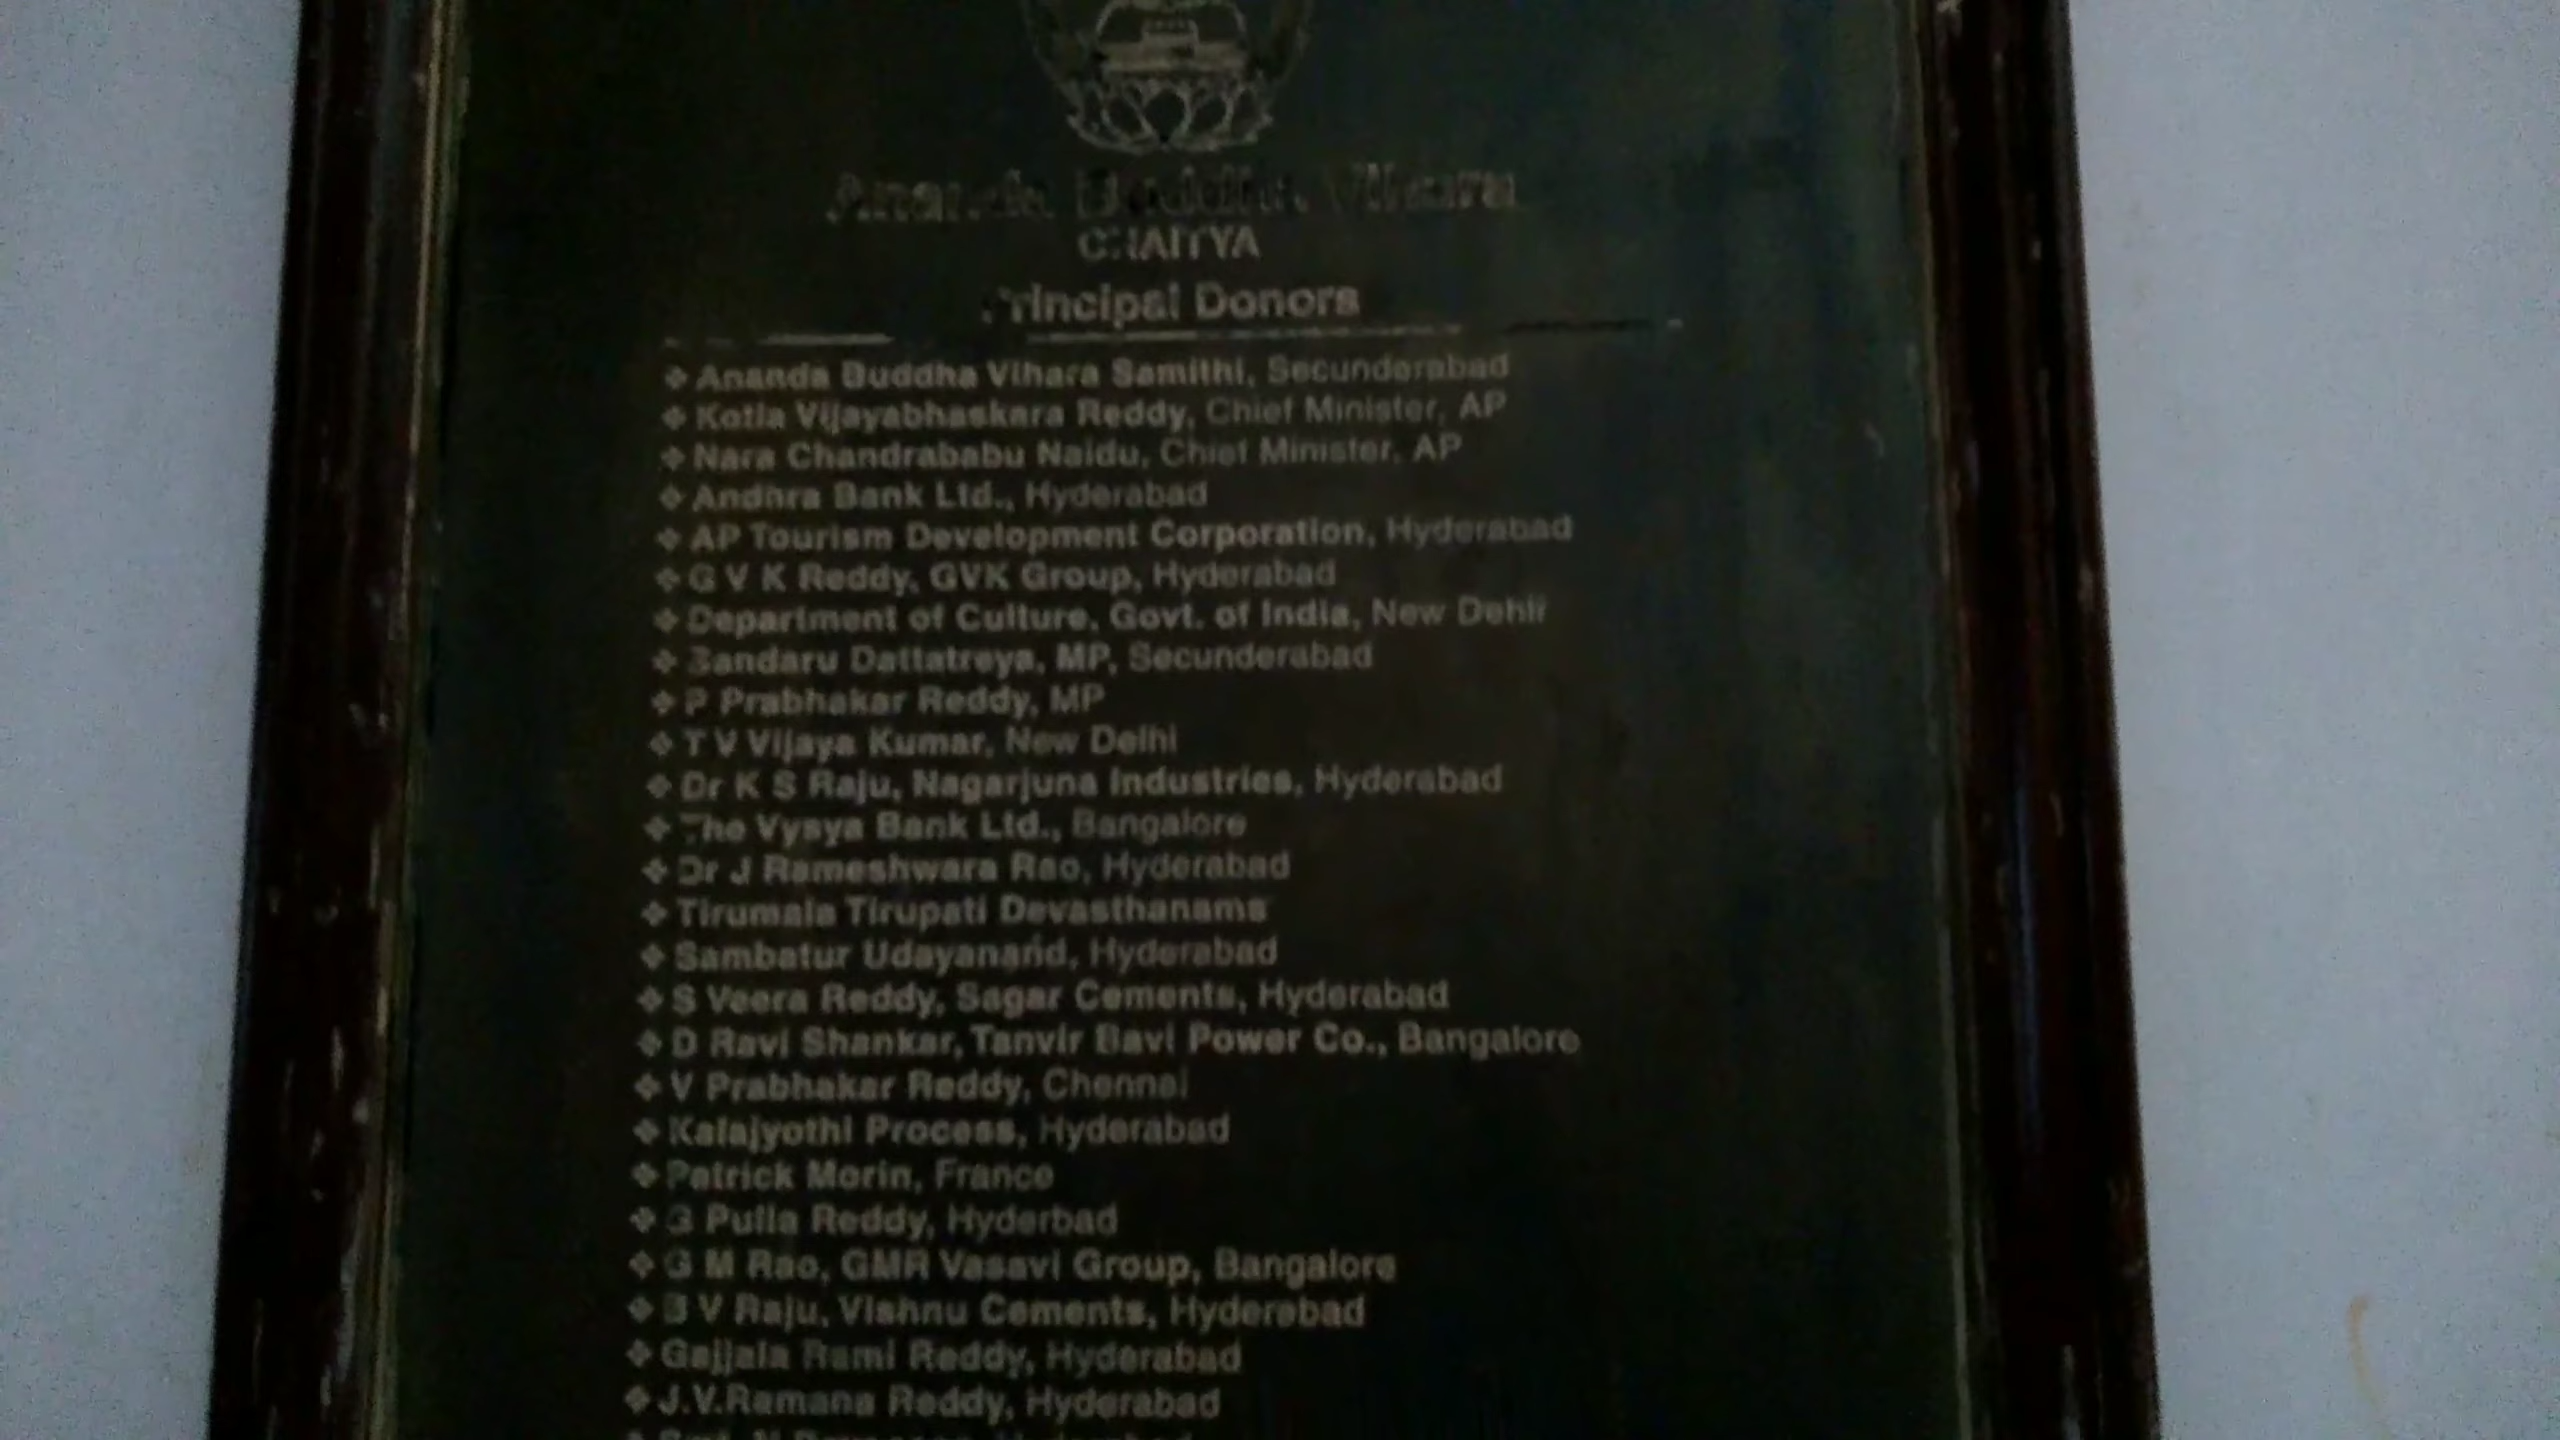 Ananda Buddha Vihara
CHAITYA
Principal Donors
❖ Ananda Buddha Vihara Samithi, Secunderabad
❖ Kotla Vijayabhaskara Reddy, Chief Minister, AP
❖ Nara Chandrababu Naidu, Chief Minister, AP
❖ Andhra Bank Ltd., Hyderabad
❖ AP Tourism Development Corporation, Hyderabad
❖ G V K Reddy, GVK Group, Hyderabad
❖ Department of Culture, Govt. of India, New Dehli
❖ Bandaru Dattatreya, MP, Secunderabad
❖ P Prabhakar Reddy, MP
❖ T V Vijaya Kumar, New Delhi
❖ Dr K S Raju, Nagarjuna Industries, Hyderabad
❖ The Vysya Bank Ltd., Bangalore
❖ Dr J Rameshwara Rao, Hyderabad
❖ Tirumala Tirupati Devasthanams
❖ Sambatur Udayanand, Hyderabad
❖ S Veera Reddy, Sagar Cements, Hyderabad
❖ D Ravi Shankar, Tanvir Bavi Power Co., Bangalore
❖ V Prabhakar Reddy, Chennai
❖ Kalajyothi Process, Hyderabad
❖ Patrick Morin, France
❖ G Pulla Reddy, Hyderbad
❖ G M Rao, GMR Vasavi Group, Bangalore
❖ B V Raju, Vishnu Cements, Hyderabad
❖ Gajjala Rami Reddy, Hyderabad
❖ J.V.Ramana Reddy, Hyderabad